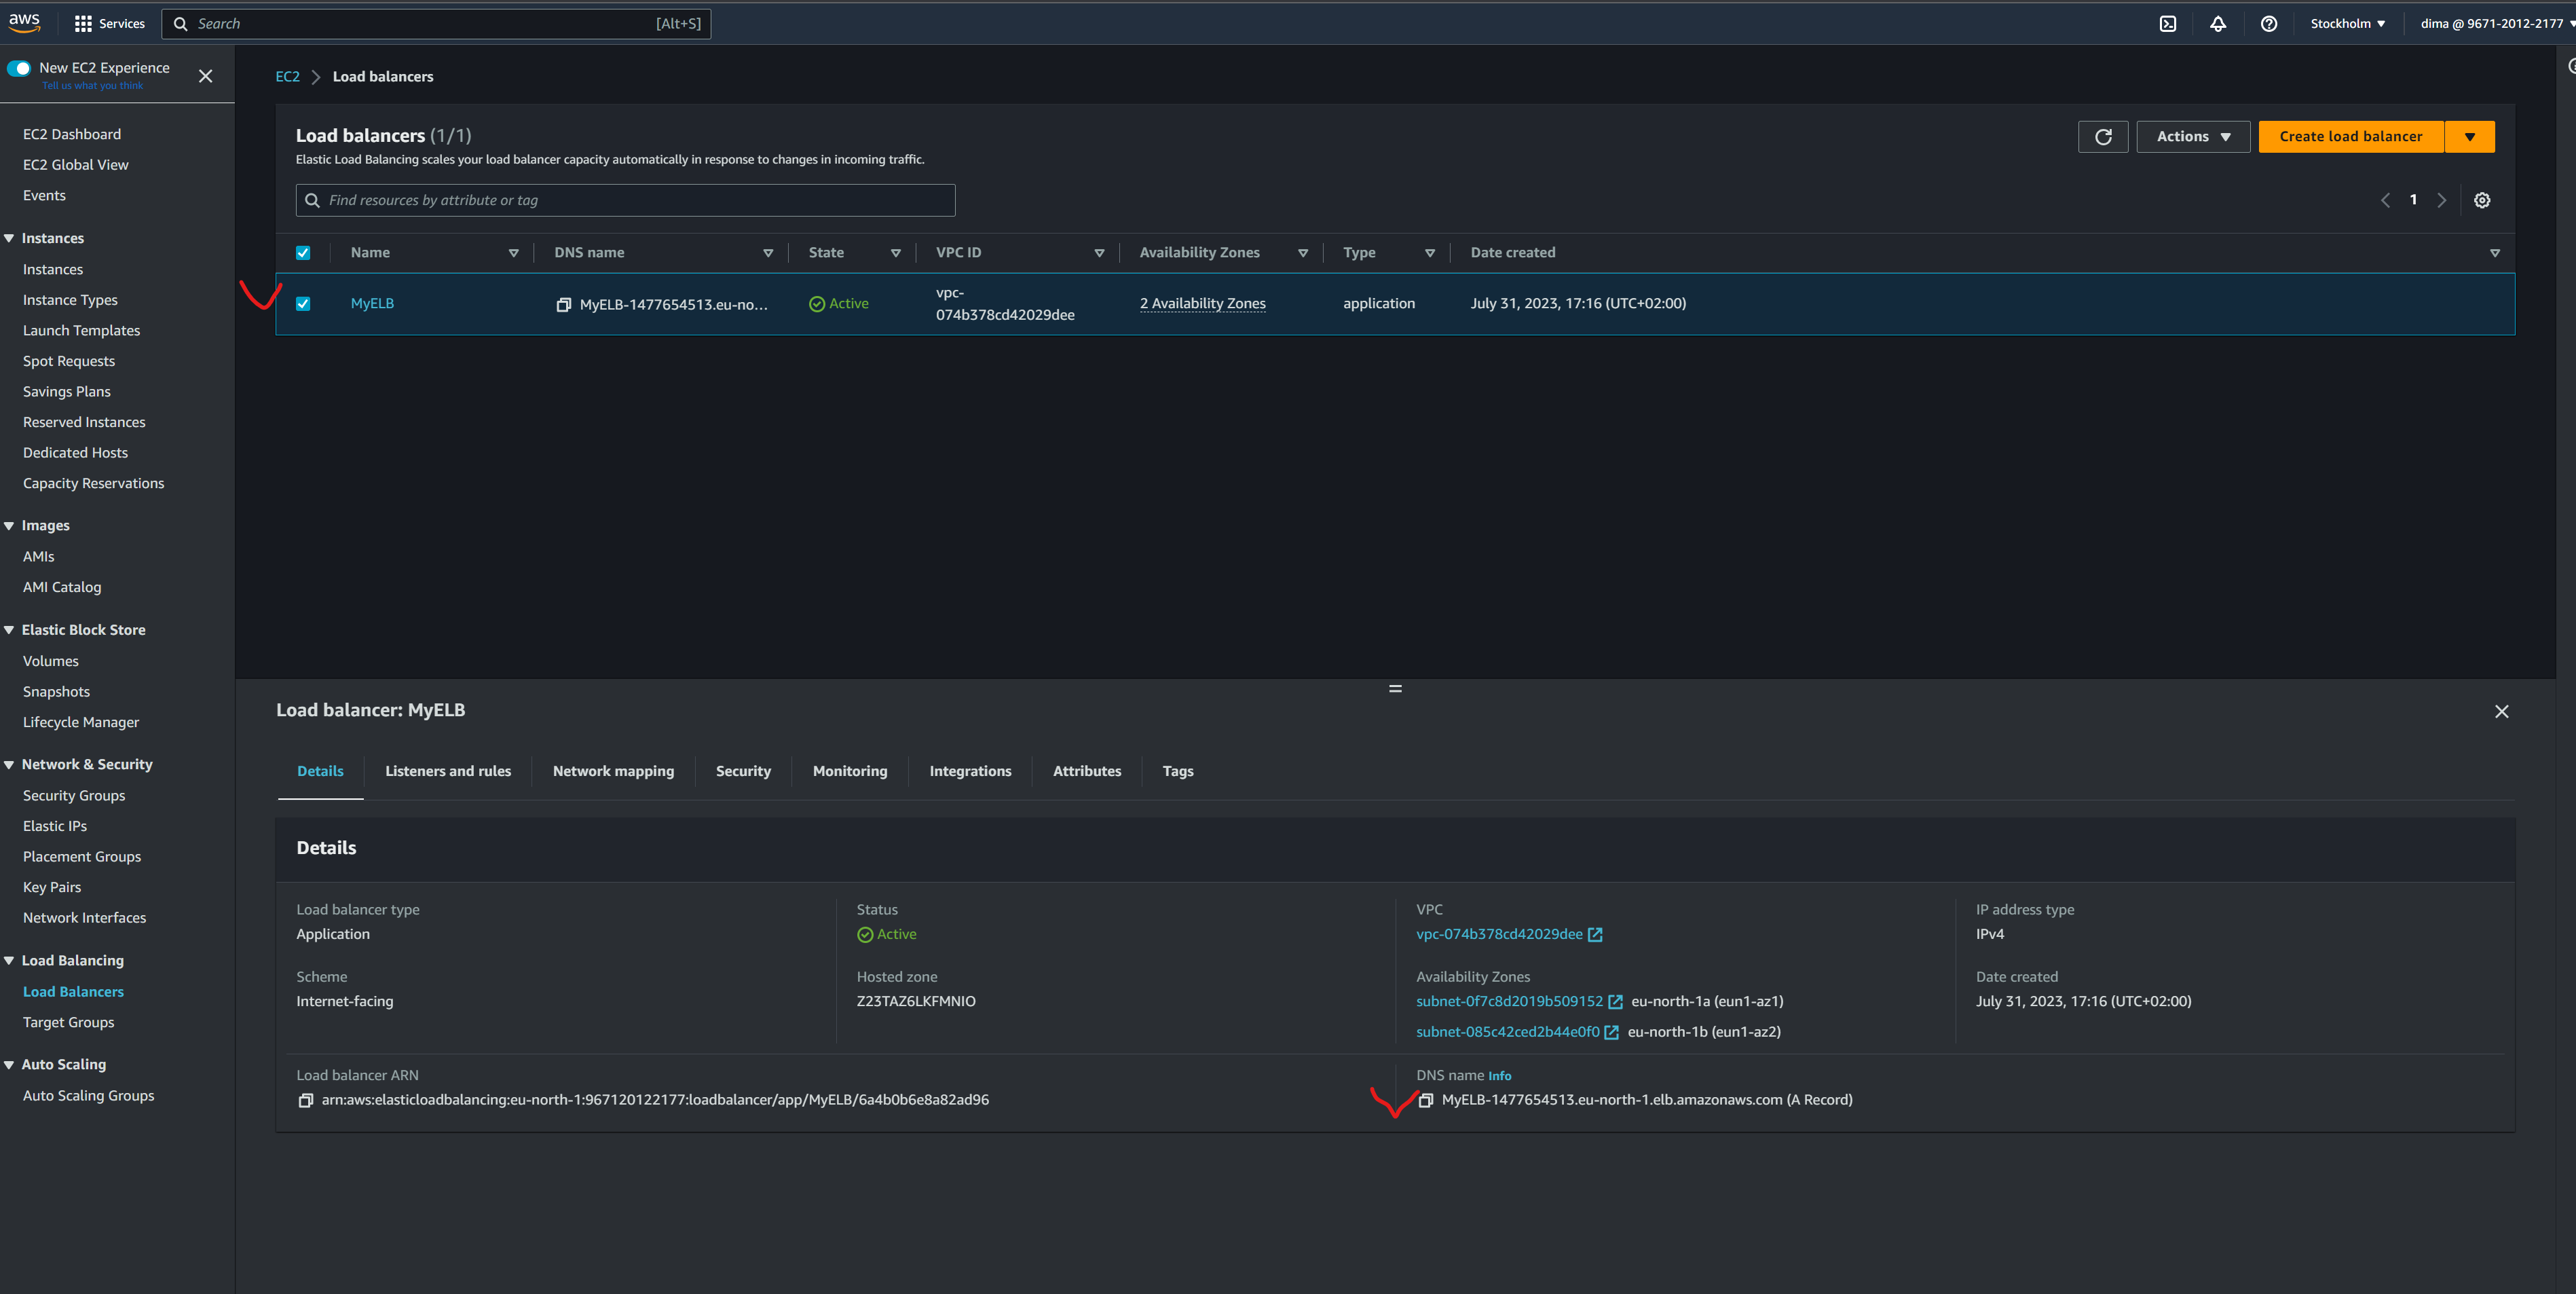 aws
Services
Search
[Alt+S]
Stockholm
dima @ 9671-2012-2177
New EC2 Experience
Tell us what you think
EC2 Dashboard
EC2 Global View
Events
Instances
Instances
Instance Types
Launch Templates
Spot Requests
Savings Plans
Reserved Instances
Dedicated Hosts
Capacity Reservations
Images
AMIs
AMI Catalog
Elastic Block Store
Volumes
Snapshots
Lifecycle Manager
Network & Security
Security Groups
Elastic IPs
Placement Groups
Key Pairs
Network Interfaces
Load Balancing
Load Balancers
Target Groups
Auto Scaling
Auto Scaling Groups
EC2 > Load balancers
Load balancers (1/1)
Elastic Load Balancing scales your load balancer capacity automatically in response to changes in incoming traffic.
Actions
Create load balancer
Find resources by attribute or tag
1
Name DNS name State VPC ID Availability Zones Type Date created
MyELB MyELB-1477654513.eu-no... Active vpc-074b378cd42029dee 2 Availability Zones application July 31, 2023, 17:16 (UTC+02:00)
Load balancer: MyELB
Details Listeners and rules Network mapping Security Monitoring Integrations Attributes Tags
Details
Load balancer type
Application
Status
Active
VPC
vpc-074b378cd42029dee
IP address type
IPv4
Scheme
Internet-facing
Hosted zone
Z23TAZ6LKFMNIO
Availability Zones
subnet-0f7c8d2019b509152 eu-north-1a (eun1-az1)
subnet-085c42ced2b44e0f0 eu-north-1b (eun1-az2)
Date created
July 31, 2023, 17:16 (UTC+02:00)
Load balancer ARN
arn:aws:elasticloadbalancing:eu-north-1:967120122177:loadbalancer/app/MyELB/6a4b0b6e8a82ad96
DNS name Info
MyELB-1477654513.eu-north-1.elb.amazonaws.com (A Record)